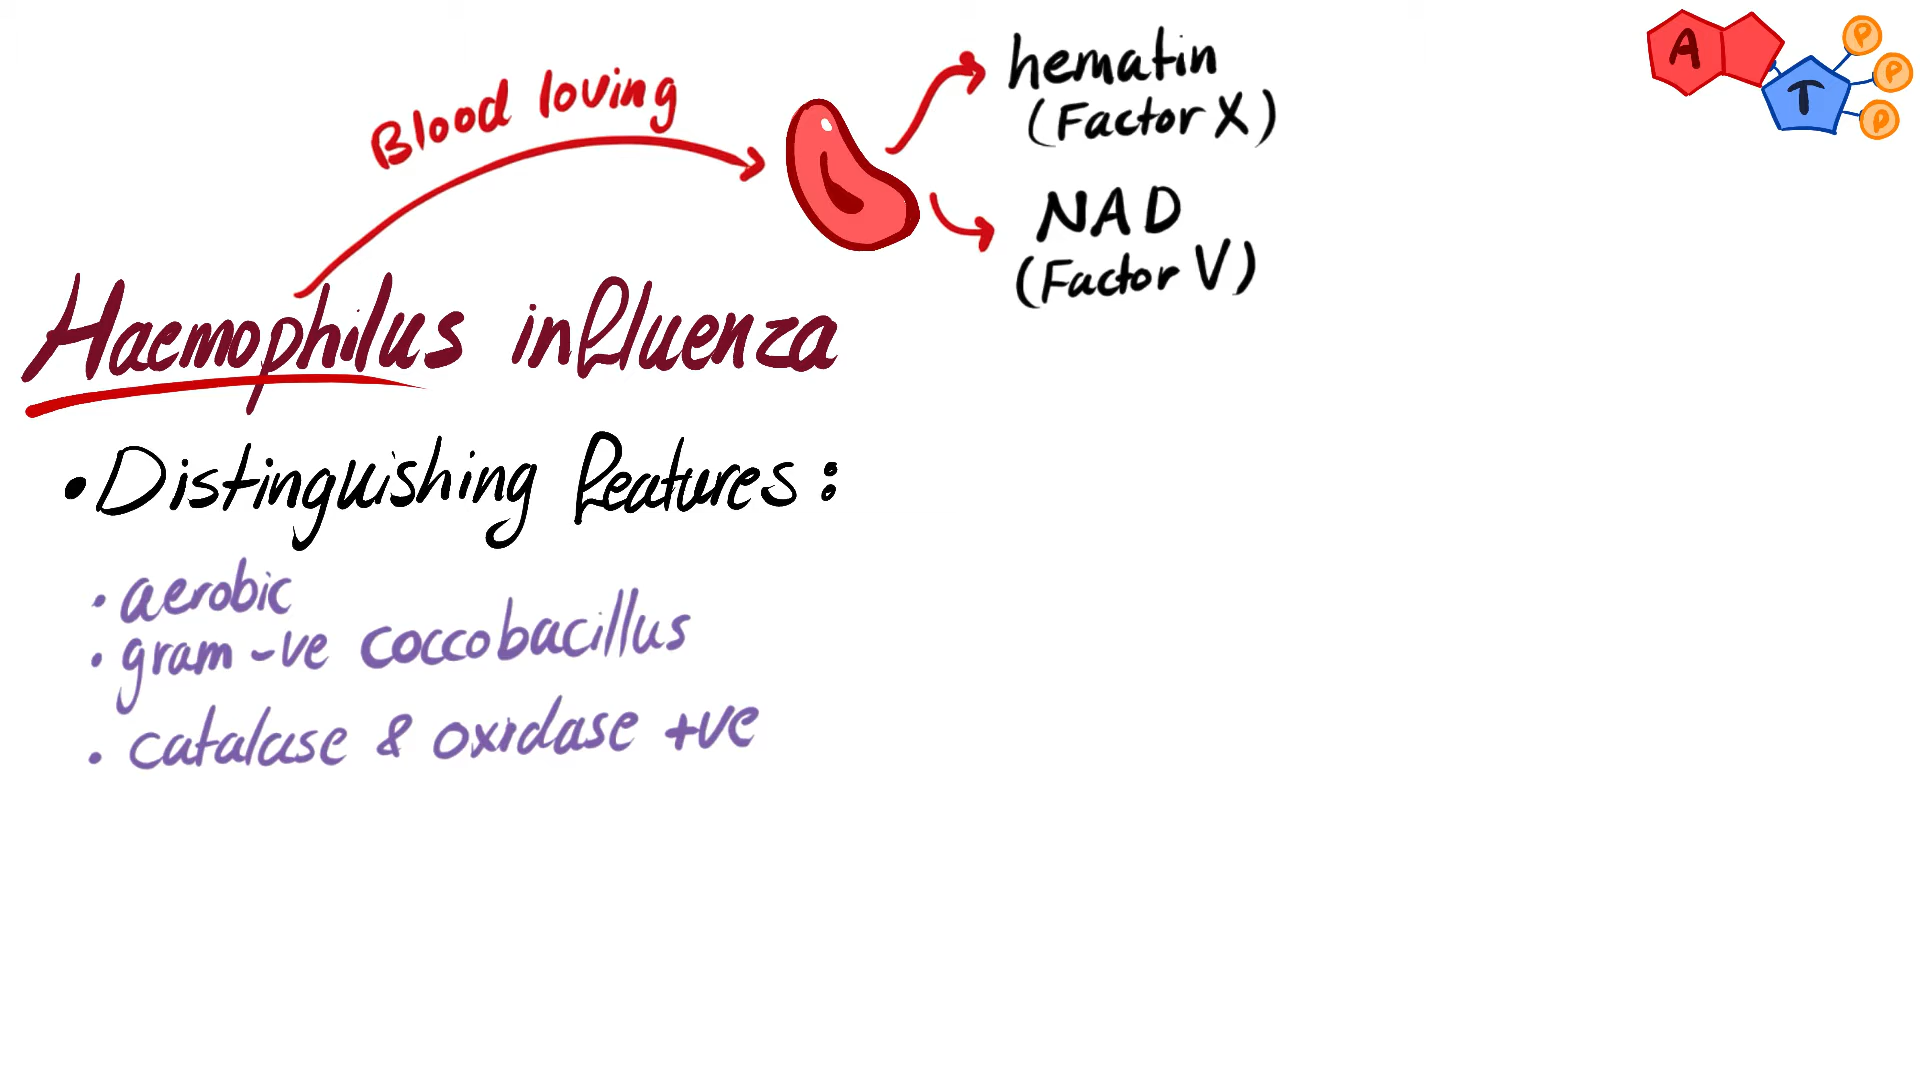 Blood loving
hematin
(Factor X)
NAD
(Factor V)
Haemophilus influenza
• Distinguishing features:
• aerobic
• gram -ve coccobacillus
• catalase & oxidase +ve
A
T
P
P
P